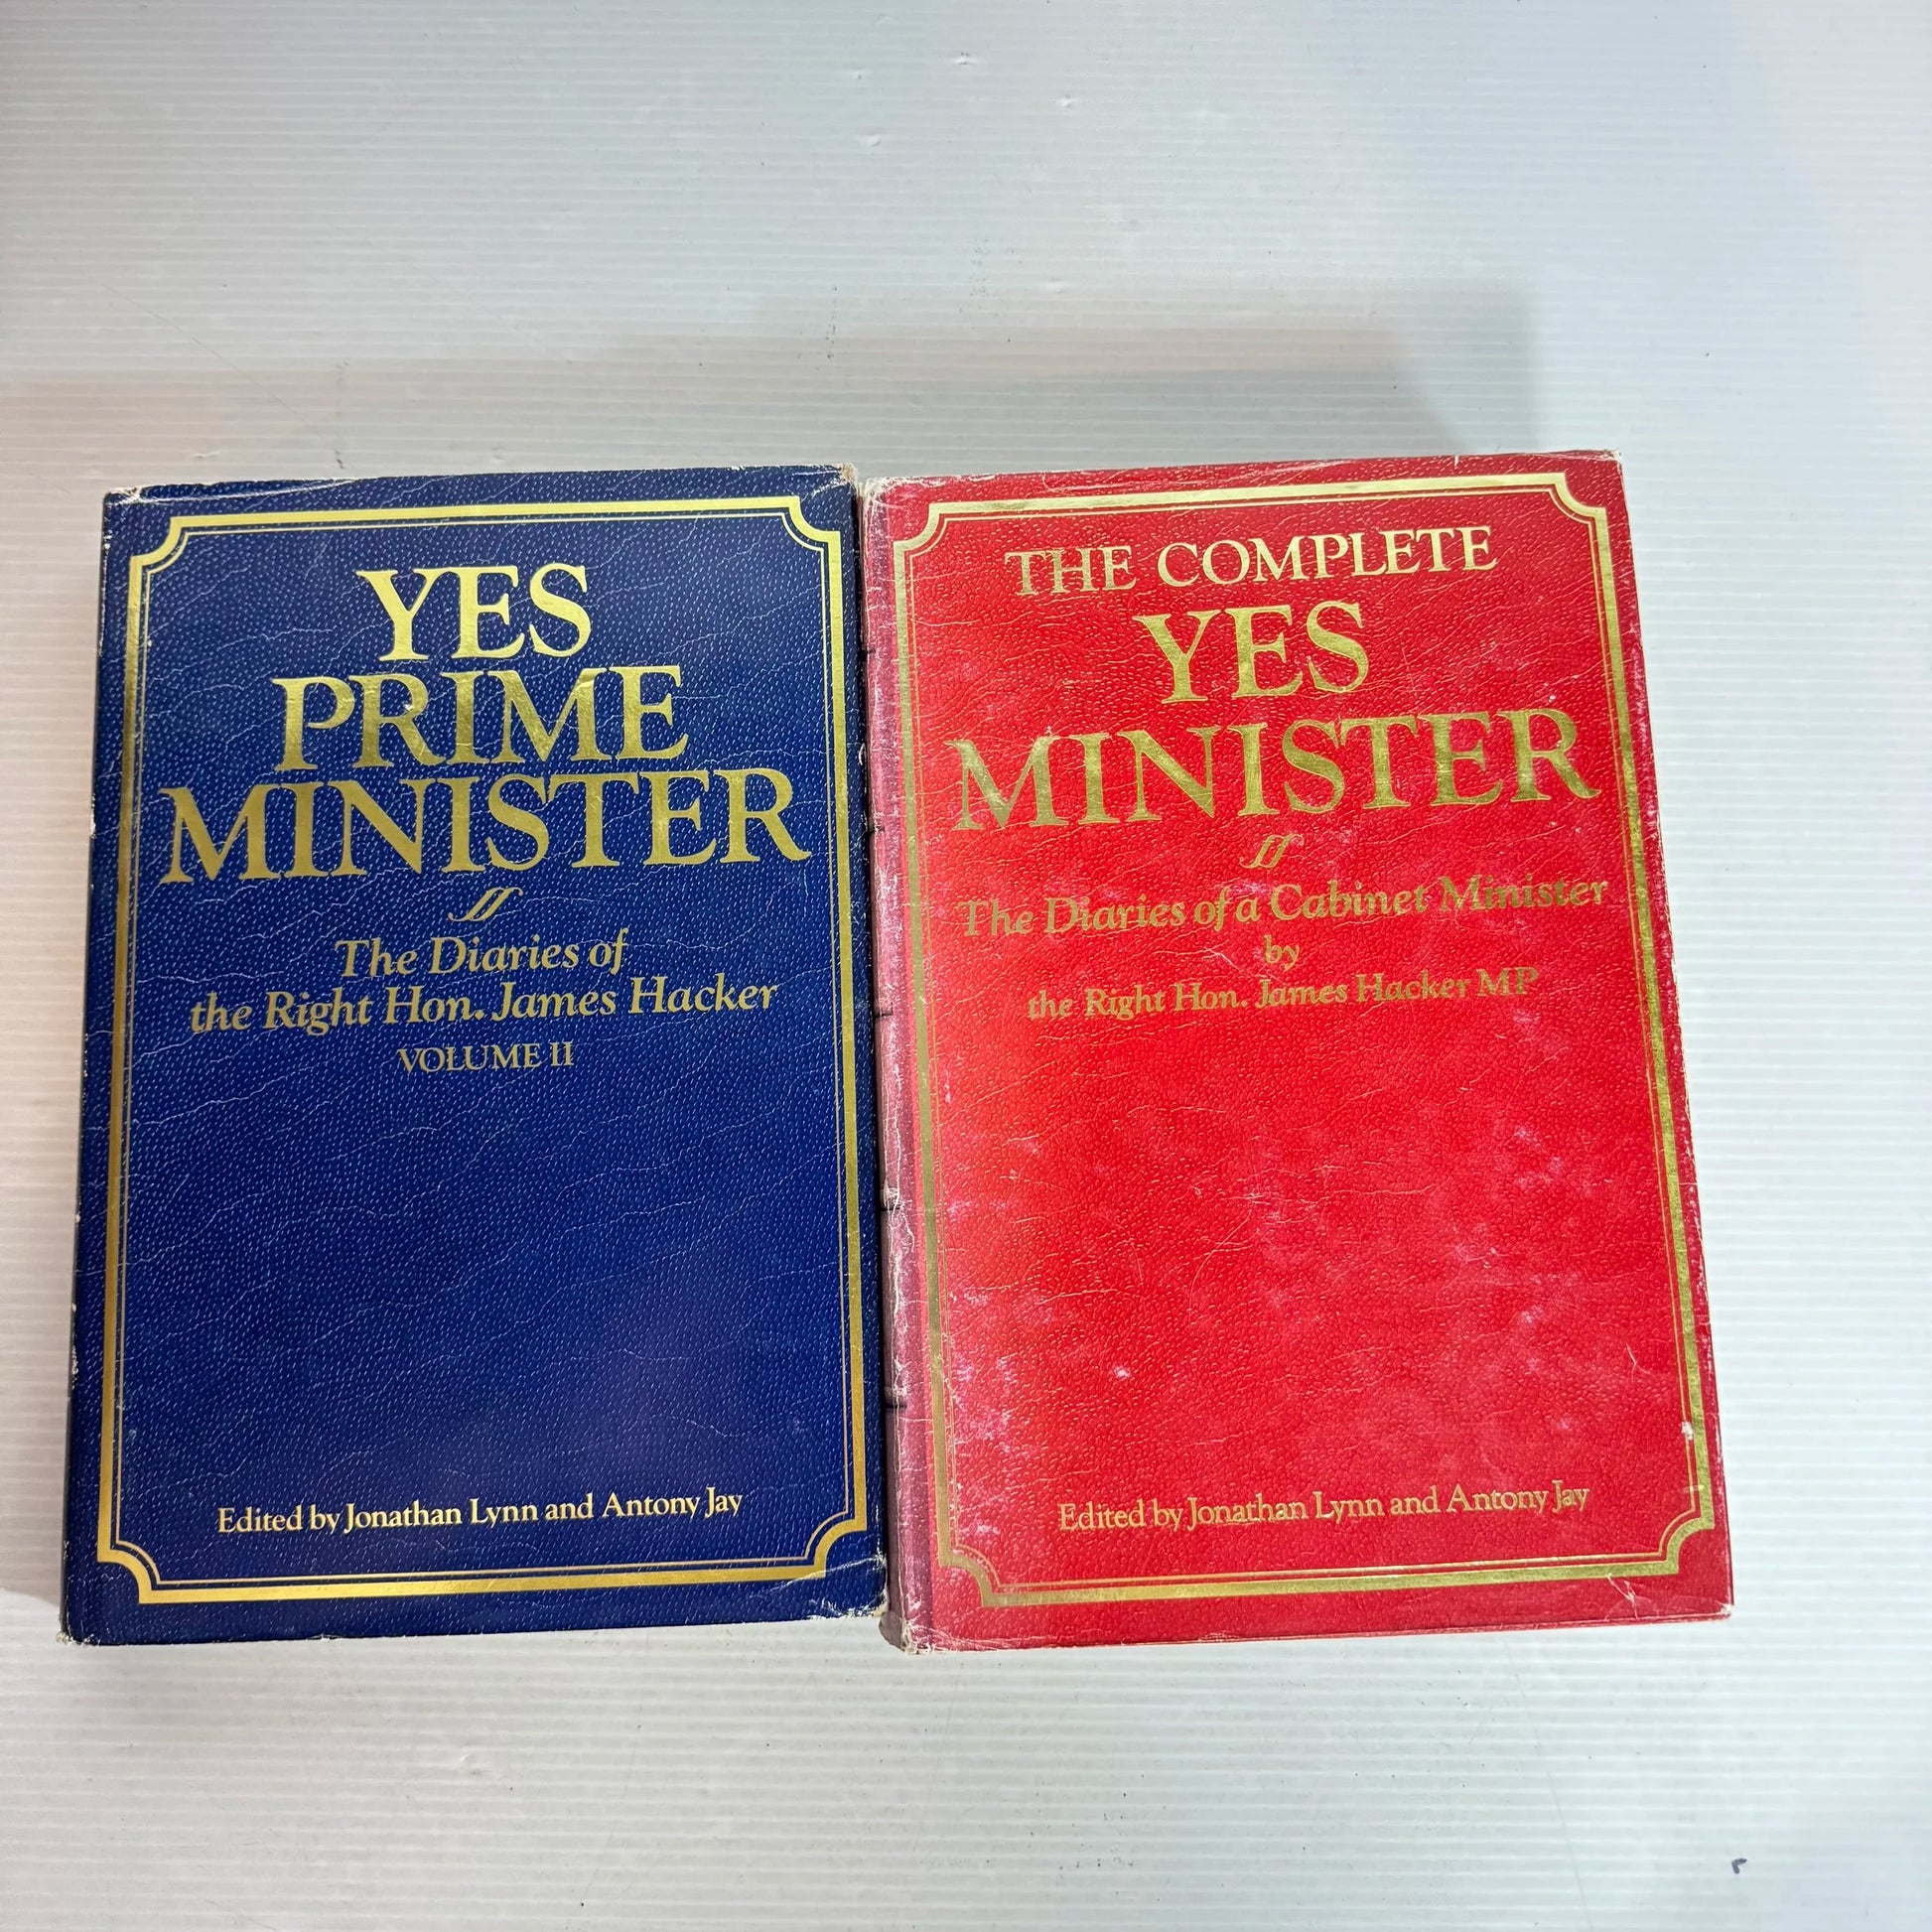 YES
PRIME
MINISTER
The Diaries of
the Right Hon. James Hacker
VOLUME II
Edited by Jonathan Lynn and Antony Jay
THE COMPLETE
YES
MINISTER
The Diaries of a Cabinet Minister
by
the Right Hon. James Hacker MP
Edited by Jonathan Lynn and Antony Jay